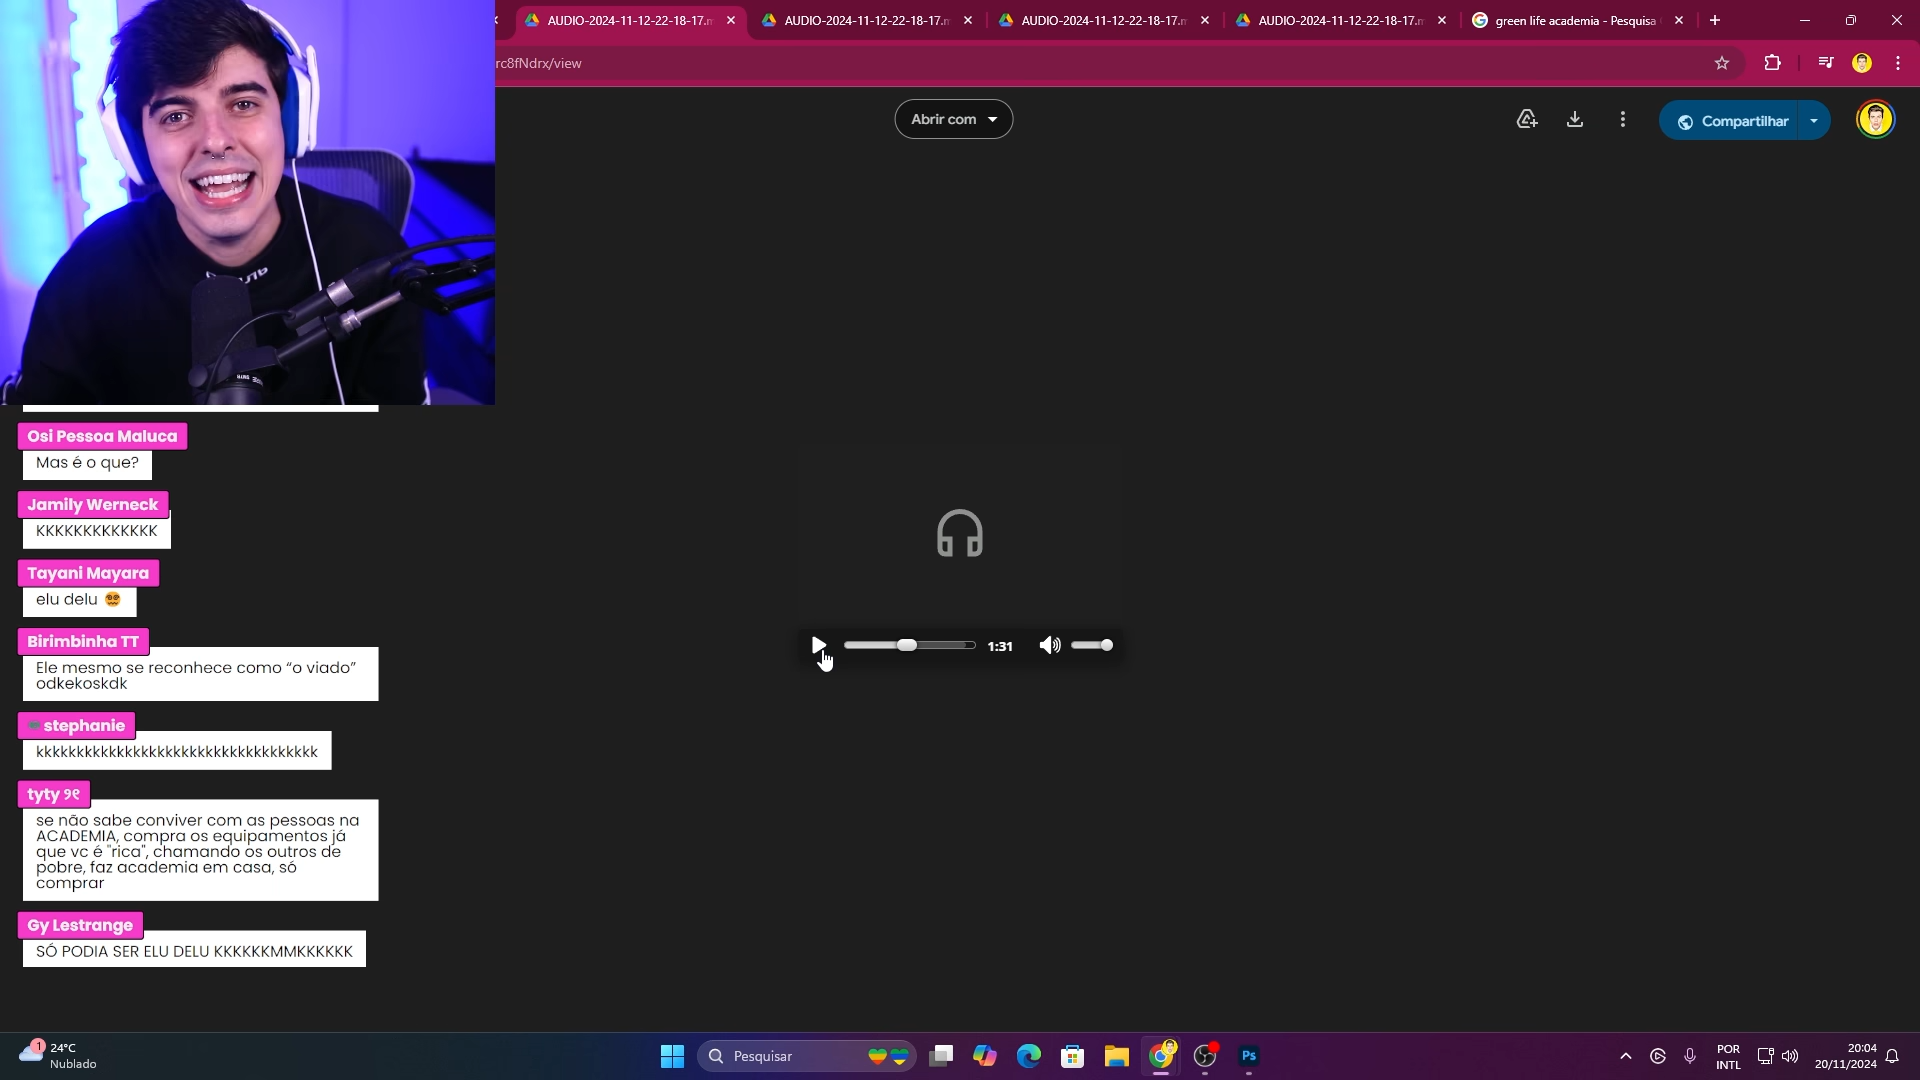 AUDIO-2024-11-12-22-18-17.m
AUDIO-2024-11-12-22-18-17.m
AUDIO-2024-11-12-22-18-17.m
AUDIO-2024-11-12-22-18-17.m
green life academia - Pesquisa
rc8fNdrx/view
Abrir com
Compartilhar
Osi Pessoa Maluca
Mas é o que?
Jamily Werneck
KKKKKKKKKKKKK
Tayani Mayara
elu delu 😵‍💫
1:31
Birimbinha TT
Ele mesmo se reconhece como “o viado”
odkekoskdk
stephanie
kkkkkkkkkkkkkkkkkkkkkkkkkkkkkkkkkkk
tyty ୨୧
se não sabe conviver com as pessoas na
ACADEMIA, compra os equipamentos já
que vc é "rica", chamando os outros de
pobre, faz academia em casa, só
comprar
Gy Lestrange
SÓ PODIA SER ELU DELU KKKKKKMMKKKKKK
1
24°C
Nublado
Pesquisar
Ps
POR
INTL
20:04
20/11/2024